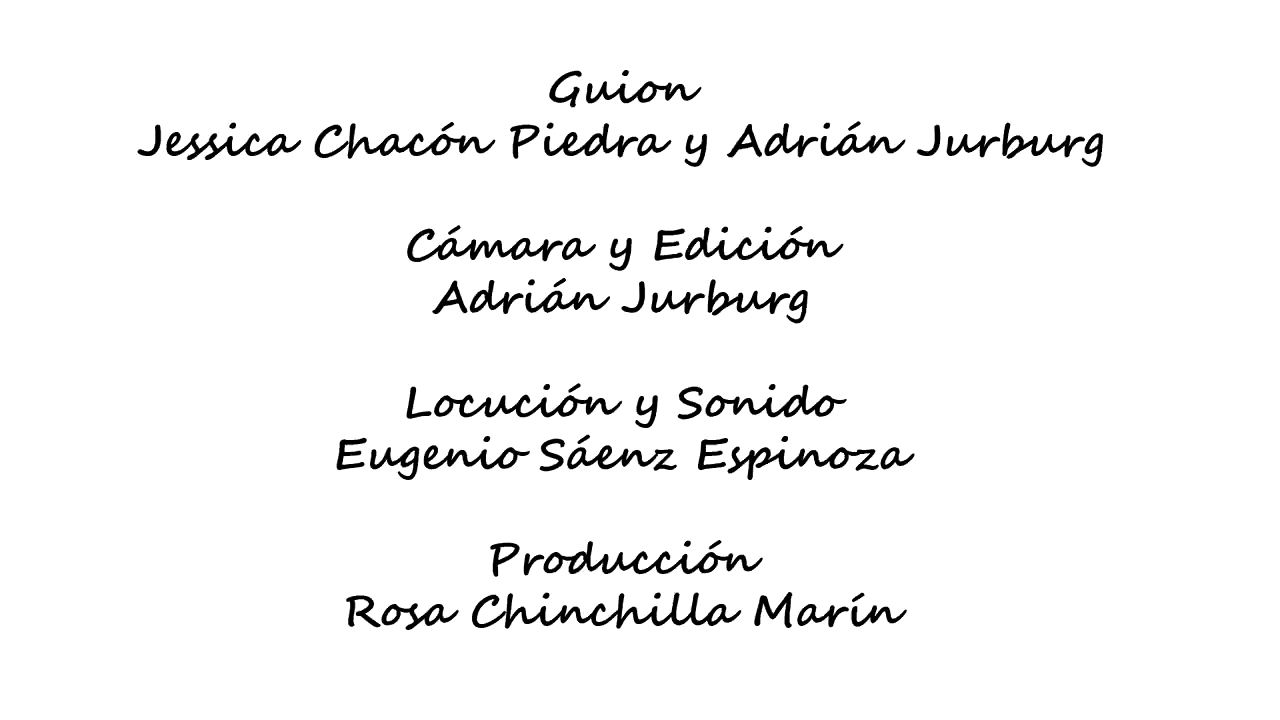 Guion
Jessica Chacón Piedra y Adrián Jurburg
Cámara y Edición
Adrián Jurburg
Locución y Sonido
Eugenio Sáenz Espinoza
Producción
Rosa Chinchilla Marín